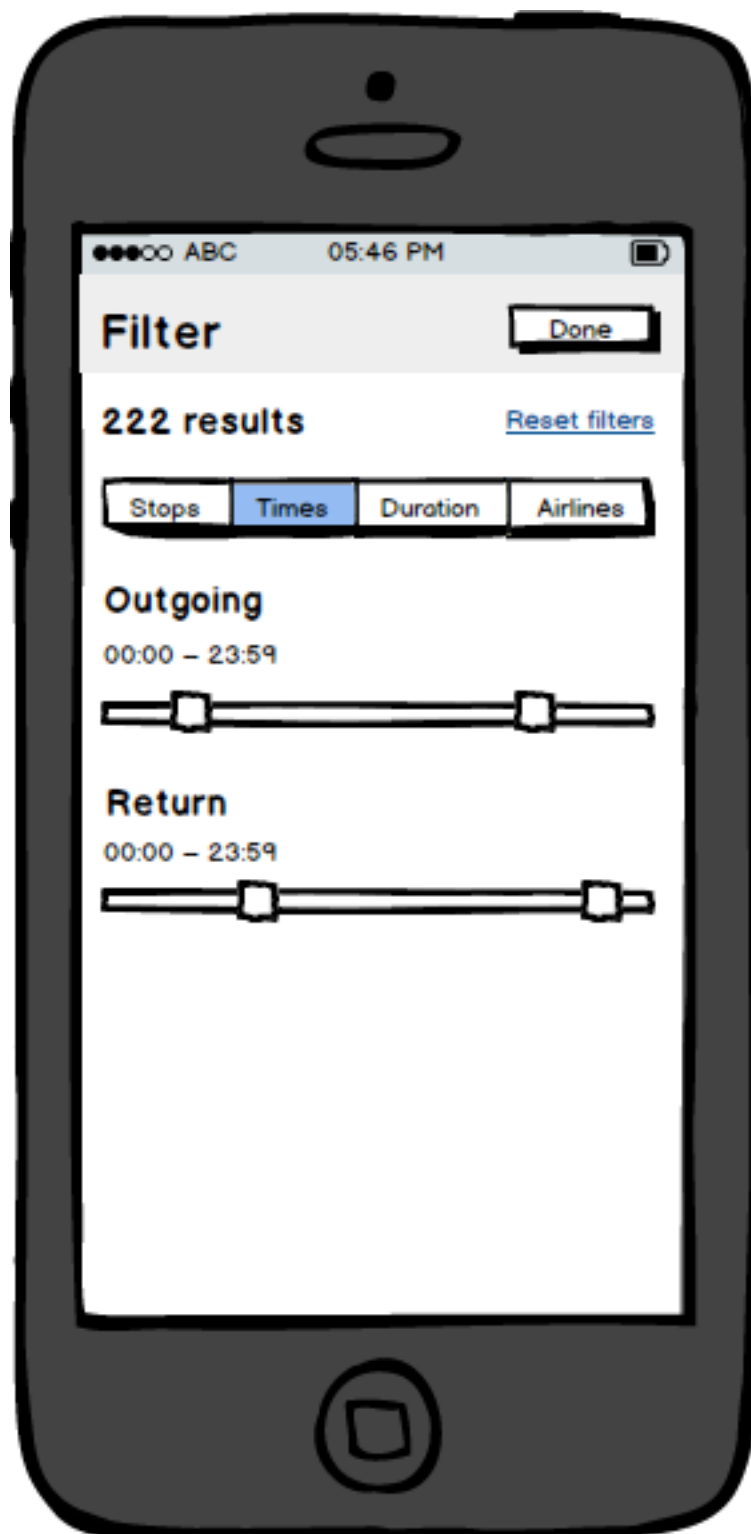 ABC 05:46 PM
Filter Done
222 results Reset filters
Stops Times Duration Airlines
Outgoing
00:00 – 23:59
Return
00:00 – 23:59